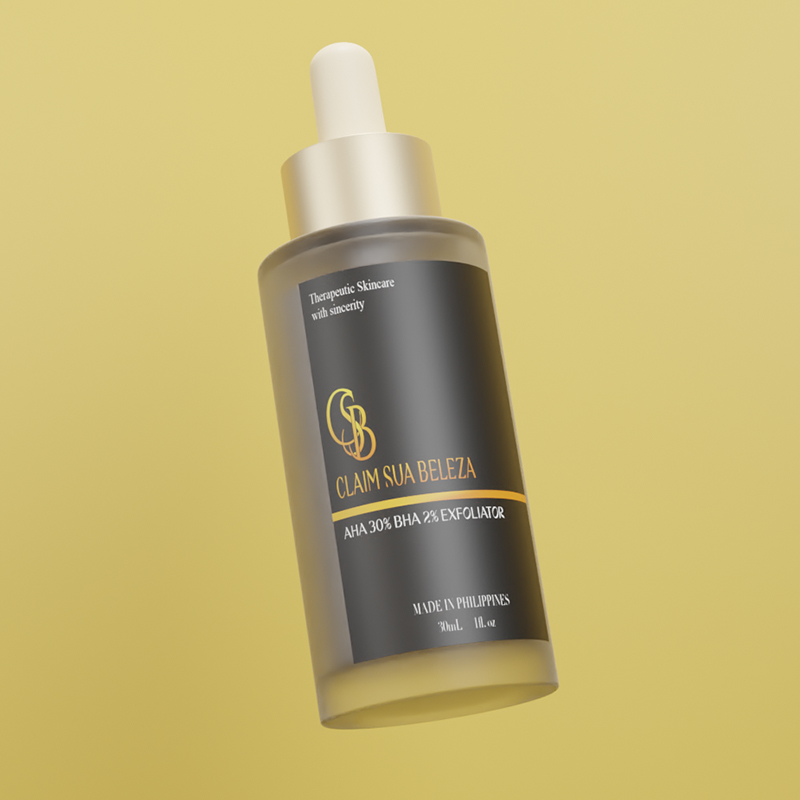 Therapeutic Skincare
with sincerity
CSB
CLAIM SUA BELEZA
AHA 30% BHA 2% EXFOLIATOR
MADE IN PHILIPPINES
30mL 1fl. oz